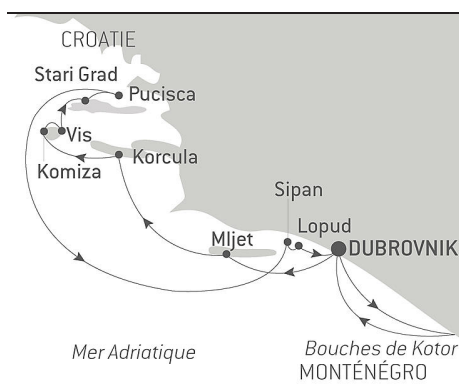 CROATIE
Stari Grad
Pucisca
Vis
Komiza
Korcula
Sipan
Lopud
Mljet
DUBROVNIK
Mer Adriatique
Bouches de Kotor
MONTÉNÉGRO